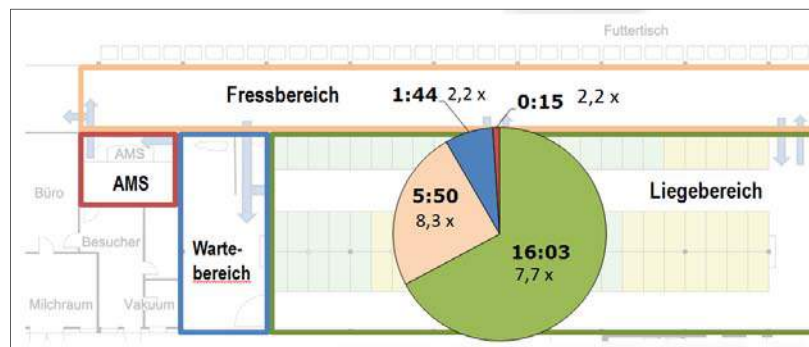 Futtertisch
Fressbereich
1:44 2,2 x
0:15 2,2 x
AMS
AMS
5:50
8,3 x
Liegebereich
Büro
Besucher
Warte-
bereich
16:03
7,7 x
Milchraum
Vakuum